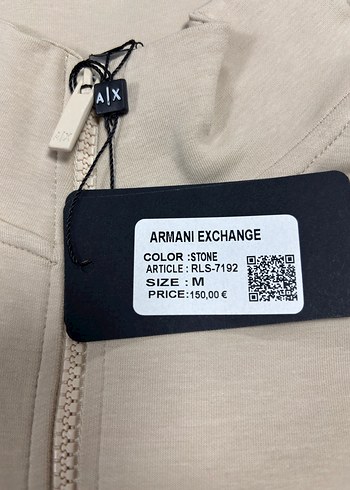 A|X
ARMANI EXCHANGE
COLOR :STONE
ARTICLE : RLS-7192
SIZE : M
PRICE:150,00 €